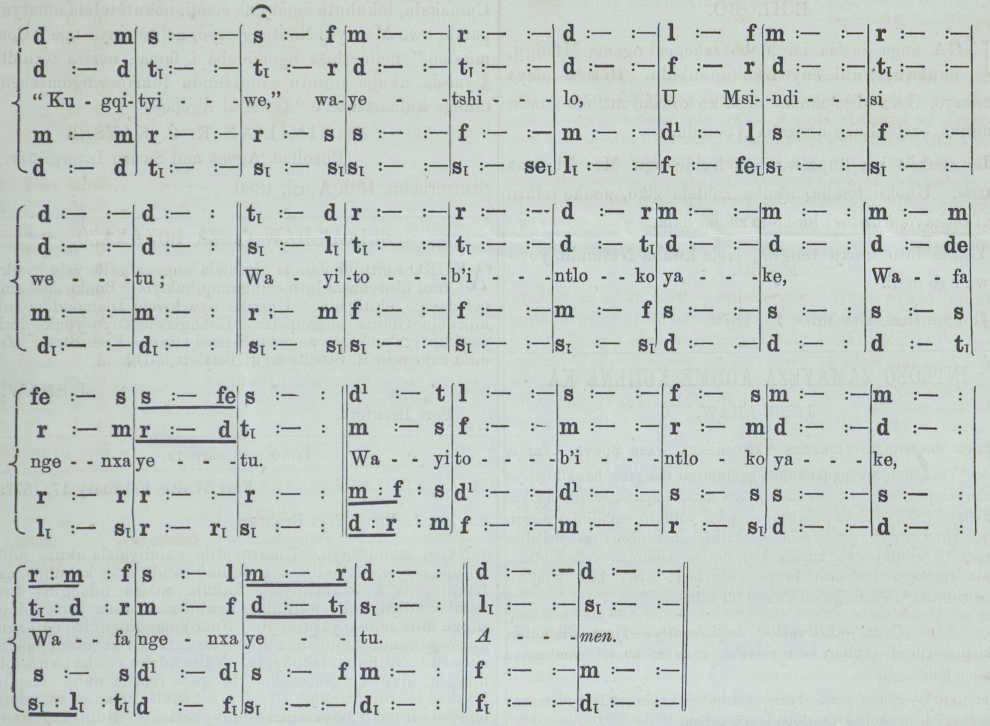 d :— m|s :— : |s :— f|m :— :— |r :— :— |d :— :— |l :— f|m :— :— |r :— :—
d :— d|t₁ :— : |t₁ :— r|d :— :— |t₁ :— :— |d :— :— |f :— r|d :— :— |t₁ :— :—
“ Ku - gqi-tyi - we,” wa-ye - tshi - lo, U Msi - ndi - si -
m :— m|r :— : |r :— s|s :— : |f :— :— |m :— :— |d¹ :— l|s :— :— |f :— :—
d :— d|t₁ :— : |s₁ :— s₁|s₁ :— :— |s₁ :— se₁|l₁ :— :— |f₁ :— fe₁|s₁ :— :— |s₁ :— :—
d :— :—|d :— : ||t₁ :— d|r :— :— |r :— :— |d :— r|m :— :— |m :— : ||m :— m
d :— :—|d :— : ||s₁ :— l₁|t₁ :— :— |t₁ :— :— |d :— t₁|d :— :— |d :— : ||d :— de
we - - - tu ; Wa yi-to - - b’i - - ntlo - ko ya - - ke, Wa - fa
m :— :—|m :— : ||r :— m|f :— :— |f :— :— |m :— f|s :— :— |s :— : ||s :— s
d₁ :— :—|d₁ :— : ||s₁ :— s₁|s₁ :— :— |s₁ :— :— |s₁ :— s₁|d :— :— |d :— : ||d :— t₁
fe :— s|s :— fe|s :— : ||d¹ :— t|l :— :— |s :— :— |f :— s|m :— :— |m :— :
r :— m|r :— d|t₁ :— : ||m :— s|f :— :— |m :— :— |r :— m|d :— :— |d :— :
nge - - nxa ye - - - tu, Wa - - yi to - - b’i - - ntlo - - ko ya - - ke,
r :— r|r :— r|r :— : ||m : f : s|d¹ :— :— |d¹ :— :— |s :— s|s :— :— |s :— :
l₁ :— s₁|r :— r₁|s₁ :— : ||d : r : m|f :— :— |m :— :— |r :— s₁|d :— :— |d :— :
r : m : f|s :— l|m :— r|d :— : ||d :— :—|d :— :—||
t₁ : d : r|m :— f|d :— t₁|s₁ :— : ||l₁ :— :—|s₁ :— :—||
Wa - - fa nge - - nxa ye - - - - tu. A - - men.
s :— s|d¹ :— d¹|s :— f|m :— : ||f :— :—|m :— :—||
s₁ : l₁ : t₁|d :— f₁|s₁ :— :— |d₁ :— : ||f₁ :— :—|d₁ :— :—||